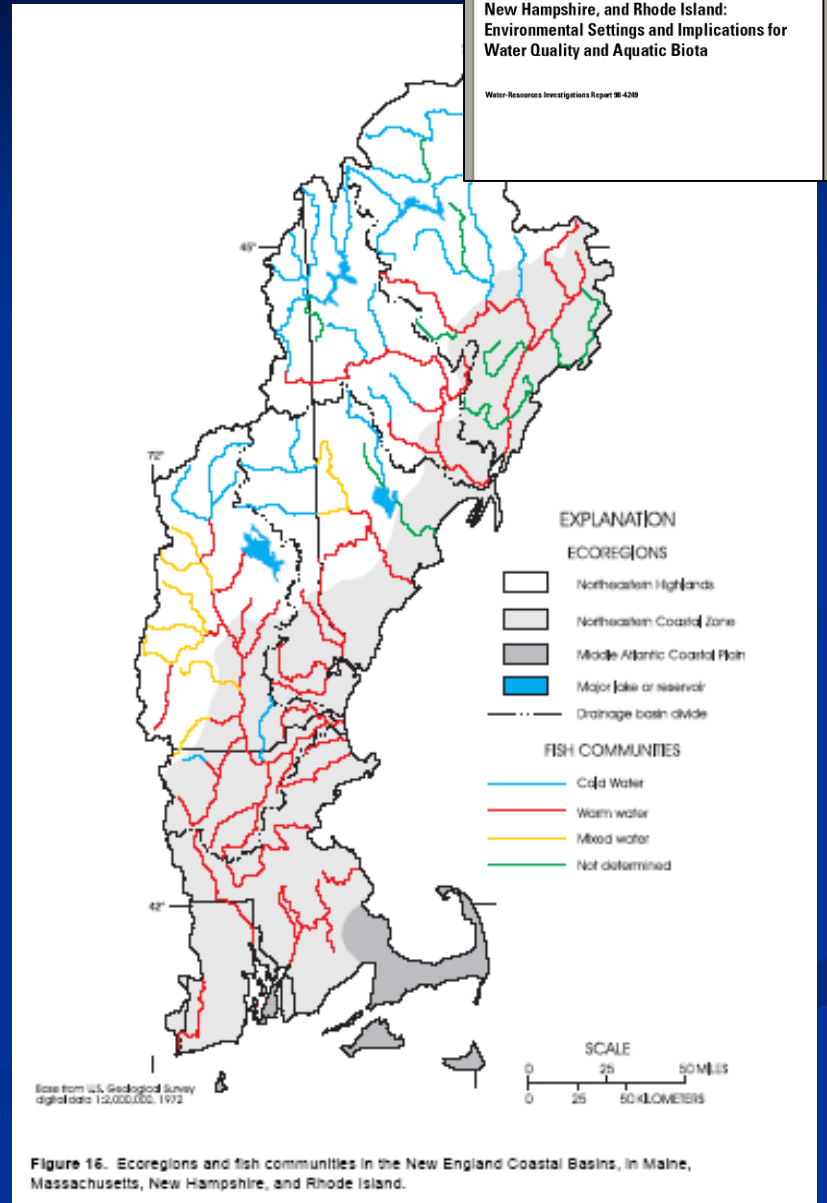 New Hampshire, and Rhode Island:
Environmental Settings and Implications for
Water Quality and Aquatic Biota
Water-Resources Investigations Report 98-4249
45°
72°
EXPLANATION
ECOREGIONS
Northeastern Highlands
Northeastern Coastal Zone
Middle Atlantic Coastal Plain
Major lake or reservoir
Drainage basin divide
FISH COMMUNITIES
Cold Water
Warm water
Mixed water
Not determined
42°
SCALE
0 25 50 MILES
0 25 50 KILOMETERS
Base from U.S. Geological Survey
digital data 1:2,000,000, 1972
Figure 16. Ecoregions and fish communities in the New England Coastal Basins, in Maine,
Massachusetts, New Hampshire, and Rhode Island.